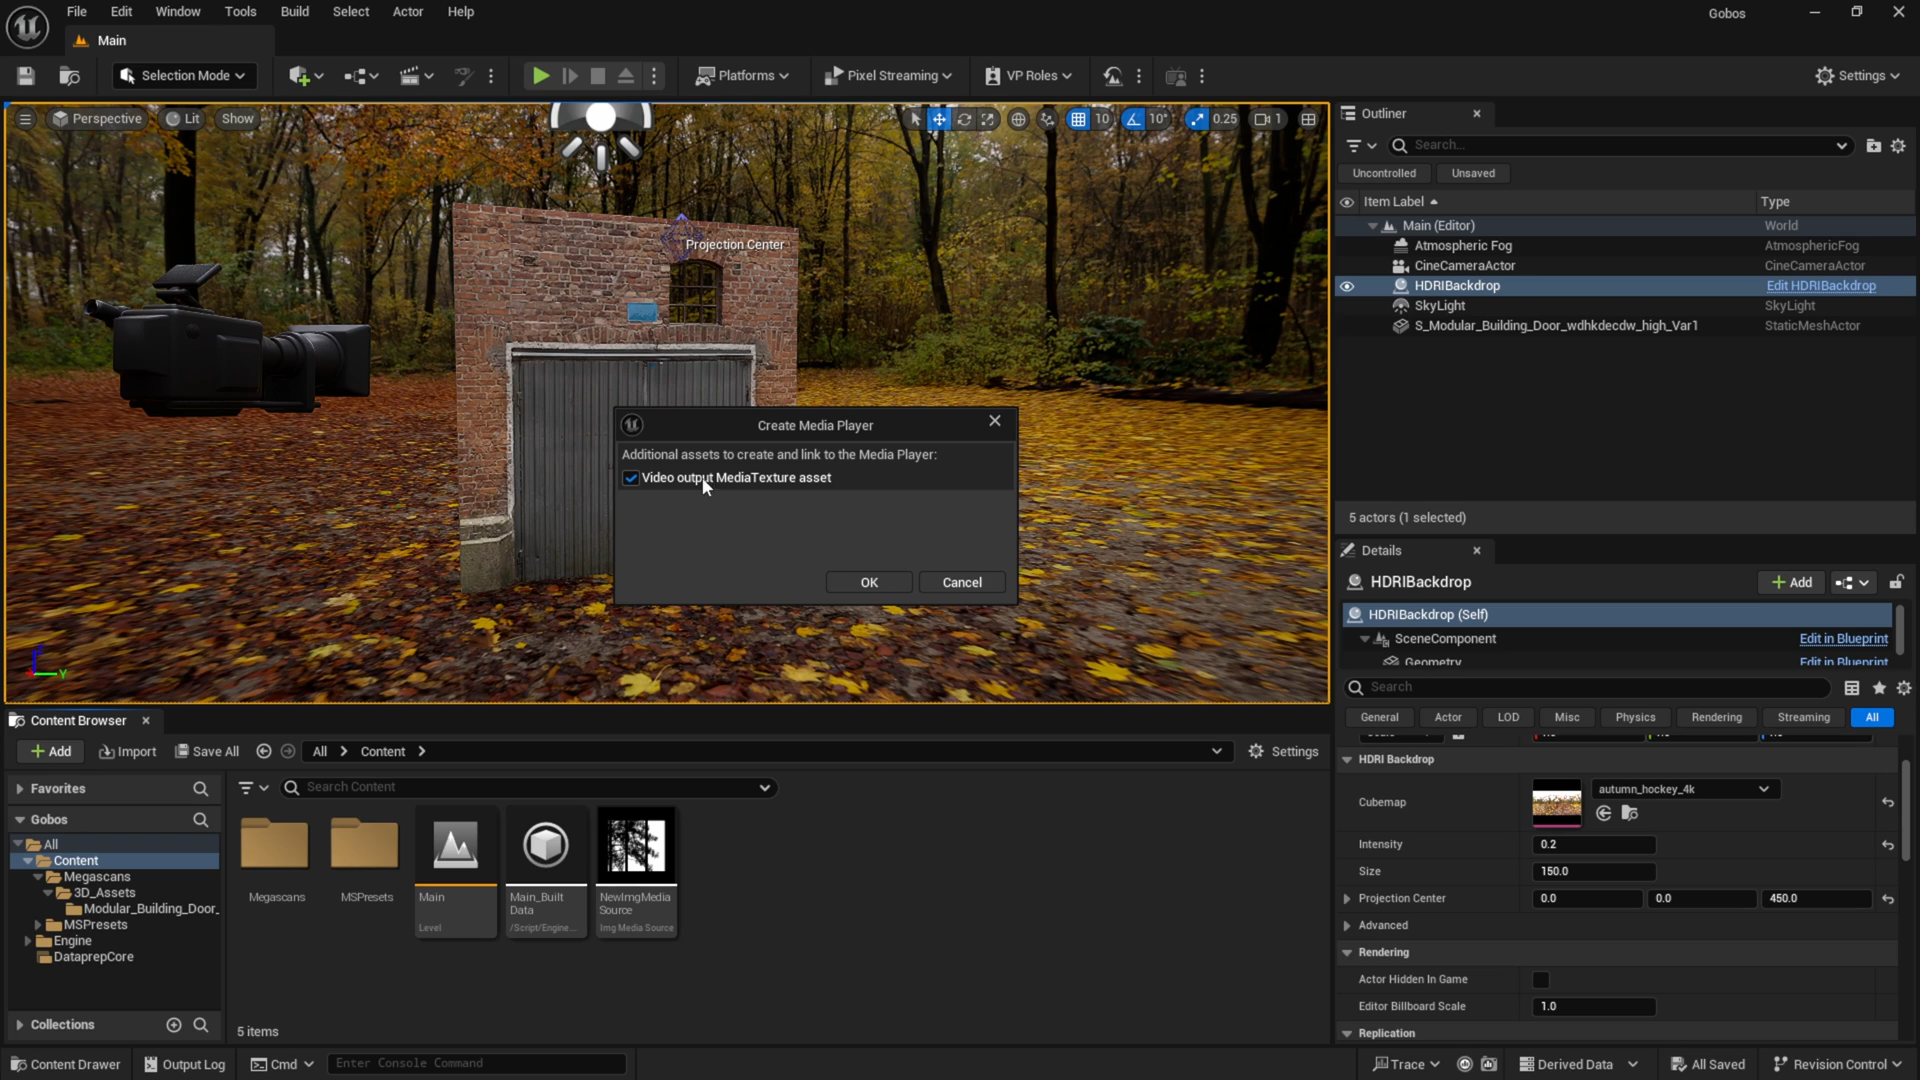 File Edit Window Tools Build Select Actor Help
Gobos
Main
Selection Mode
Platforms
Pixel Streaming
VP Roles
Settings
Perspective
Lit
Show
10
10°
0.25
1
Projection Center
Y
Create Media Player
Additional assets to create and link to the Media Player:
Video output MediaTexture asset
OK
Cancel
Outliner
Search...
Uncontrolled
Unsaved
Item Label
Type
Main (Editor) World
Atmospheric Fog AtmosphericFog
CineCameraActor CineCameraActor
HDRIBackdrop Edit HDRIBackdrop
SkyLight SkyLight
S_Modular_Building_Door_wdhkdecdw_high_Var1 StaticMeshActor
5 actors (1 selected)
Details
HDRIBackdrop
Add
HDRIBackdrop (Self)
SceneComponent Edit in Blueprint
Geometry Edit in Blueprint
Search
General Actor LOD Misc Physics Rendering Streaming All
HDRI Backdrop
Cubemap autumn_hockey_4k
Intensity 0.2
Size 150.0
Projection Center 0.0 0.0 450.0
Advanced
Rendering
Actor Hidden In Game
Editor Billboard Scale 1.0
Replication
Content Browser
Add
Import
Save All
All
Content
Settings
Favorites
Gobos
All
Content
Megascans
3D_Assets
Modular_Building_Door_
MSPresets
Engine
DataprepCore
Collections
Search Content
Megascans
MSPresets
Main
Level
Main_Built
Data
/Script/Engine...
NewImgMedia
Source
Img Media Source
5 items
Content Drawer
Output Log
Cmd
Enter Console Command
Trace
Derived Data
All Saved
Revision Control